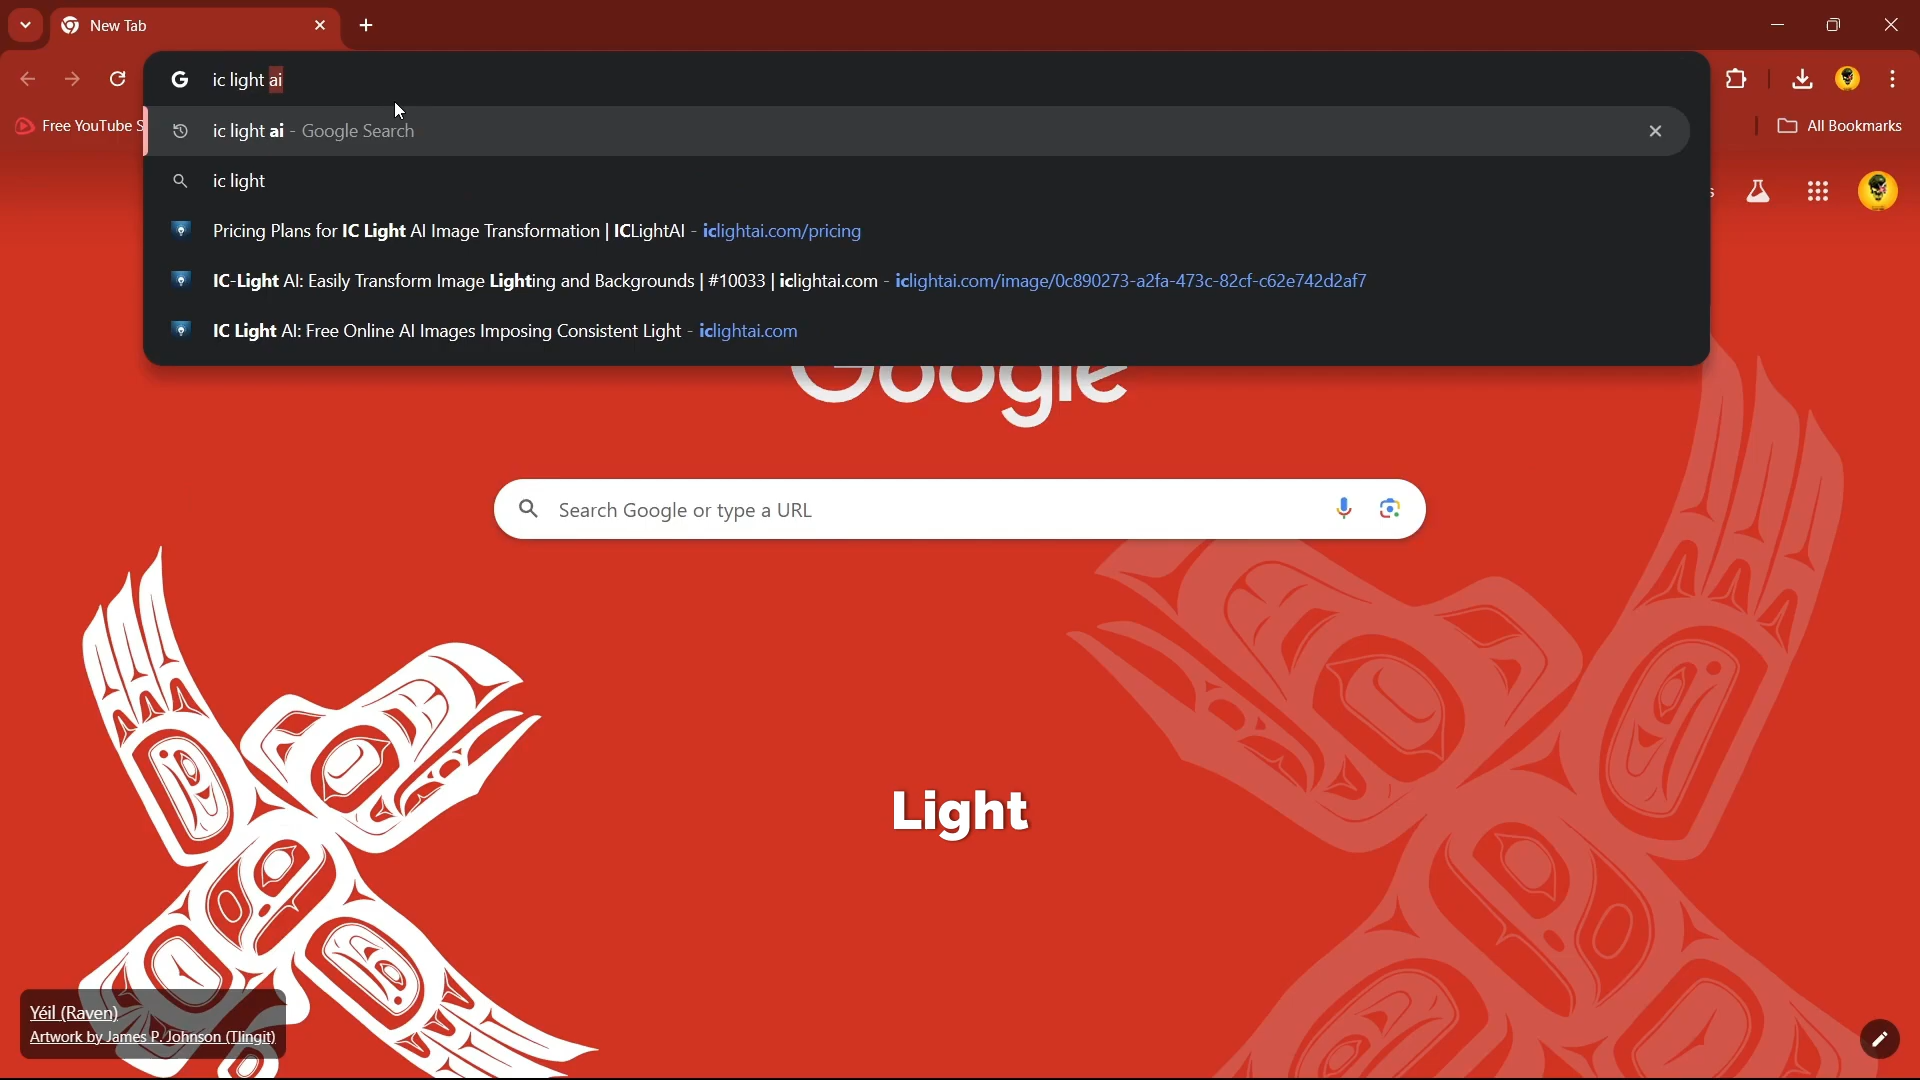 New Tab
ic light ai
Free YouTube S
All Bookmarks
ic light ai - Google Search
ic light
Pricing Plans for IC Light AI Image Transformation | ICLightAI - iclightai.com/pricing
IC-Light AI: Easily Transform Image Lighting and Backgrounds | #10033 | iclightai.com - iclightai.com/image/0c890273-a2fa-473c-82cf-c62e742d2af7
IC Light AI: Free Online AI Images Imposing Consistent Light - iclightai.com
Google
Search Google or type a URL
Light
Yéil (Raven)
Artwork by James P. Johnson (Tlingit)